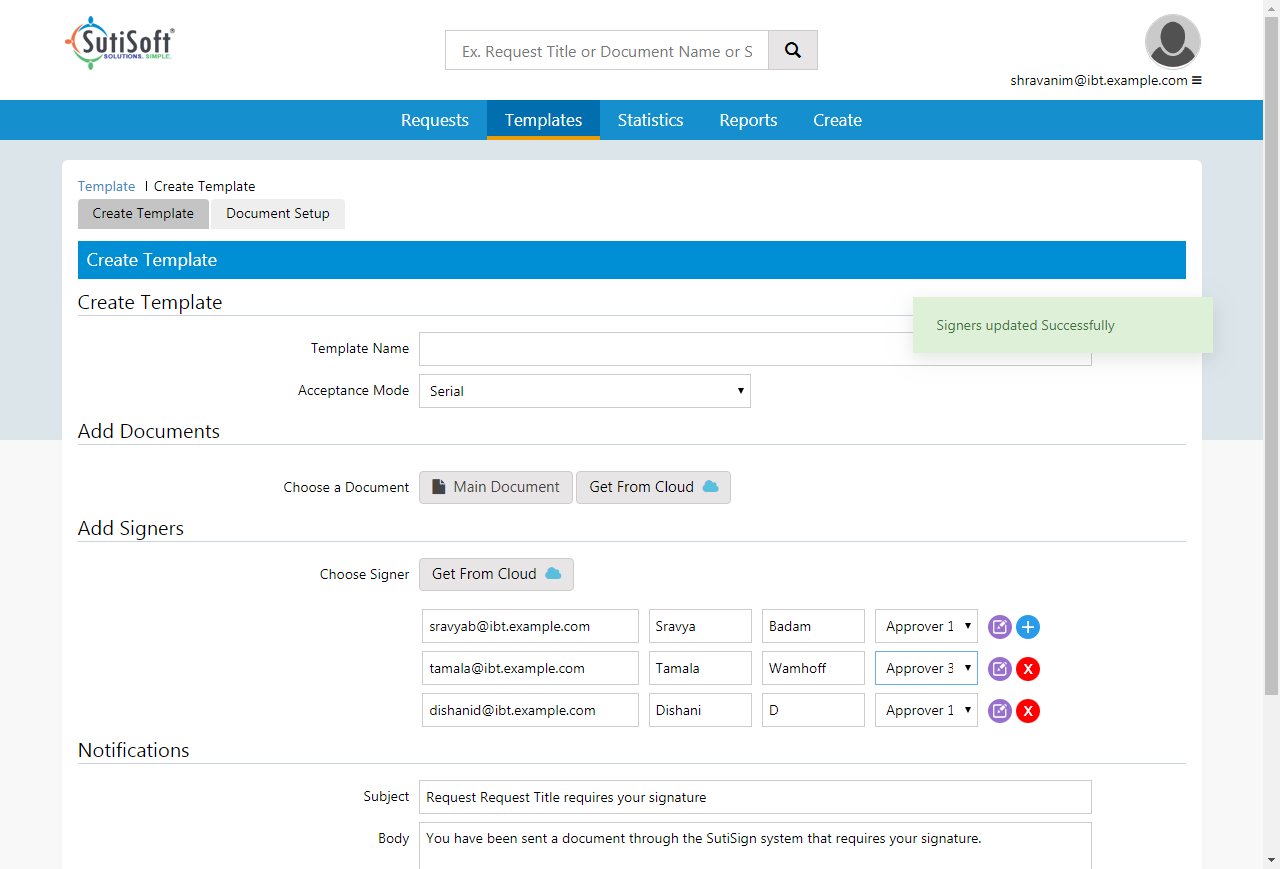 SutiSoft®
SOLUTIONS. SIMPLE.
Ex. Request Title or Document Name or S
shravanim@ibt.example.com
Requests Templates Statistics Reports Create
Template | Create Template
Create Template Document Setup
Create Template
Create Template
Signers updated Successfully
Template Name
Acceptance Mode Serial
Add Documents
Choose a Document Main Document Get From Cloud
Add Signers
Choose Signer Get From Cloud
sravyab@ibt.example.com Sravya Badam Approver 1
tamala@ibt.example.com Tamala Wamhoff Approver 3 X
dishanid@ibt.example.com Dishani D Approver 1 X
Notifications
Subject Request Request Title requires your signature
Body You have been sent a document through the SutiSign system that requires your signature.